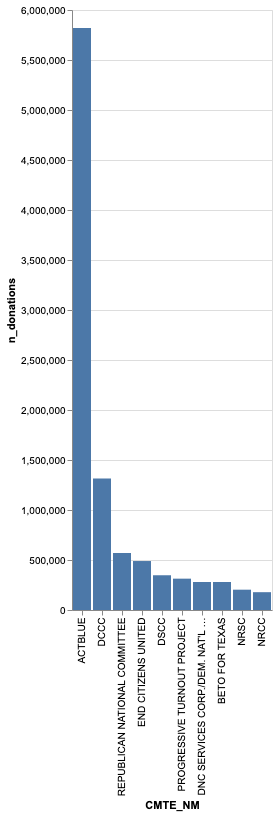 6,000,000
5,500,000
5,000,000
4,500,000
4,000,000
3,500,000
3,000,000
2,500,000
2,000,000
1,500,000
1,000,000
500,000
0
n_donations
ACTBLUE
DCCC
REPUBLICAN NATIONAL COMMITTEE
END CITIZENS UNITED
DSCC
PROGRESSIVE TURNOUT PROJECT
DNC SERVICES CORP./DEM. NAT'L …
BETO FOR TEXAS
NRSC
NRCC
CMTE_NM